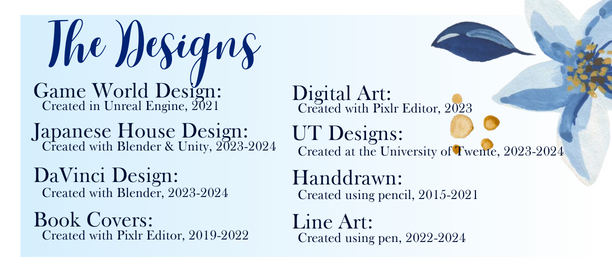 The Designs
Game World Design:
Created in Unreal Engine, 2021
Japanese House Design:
Created with Blender & Unity, 2023-2024
DaVinci Design:
Created with Blender, 2023-2024
Book Covers:
Created with Pixlr Editor, 2019-2022
Digital Art:
Created with Pixlr Editor, 2023
UT Designs:
Created at the University of Twente, 2023-2024
Handdrawn:
Created using pencil, 2015-2021
Line Art:
Created using pen, 2022-2024